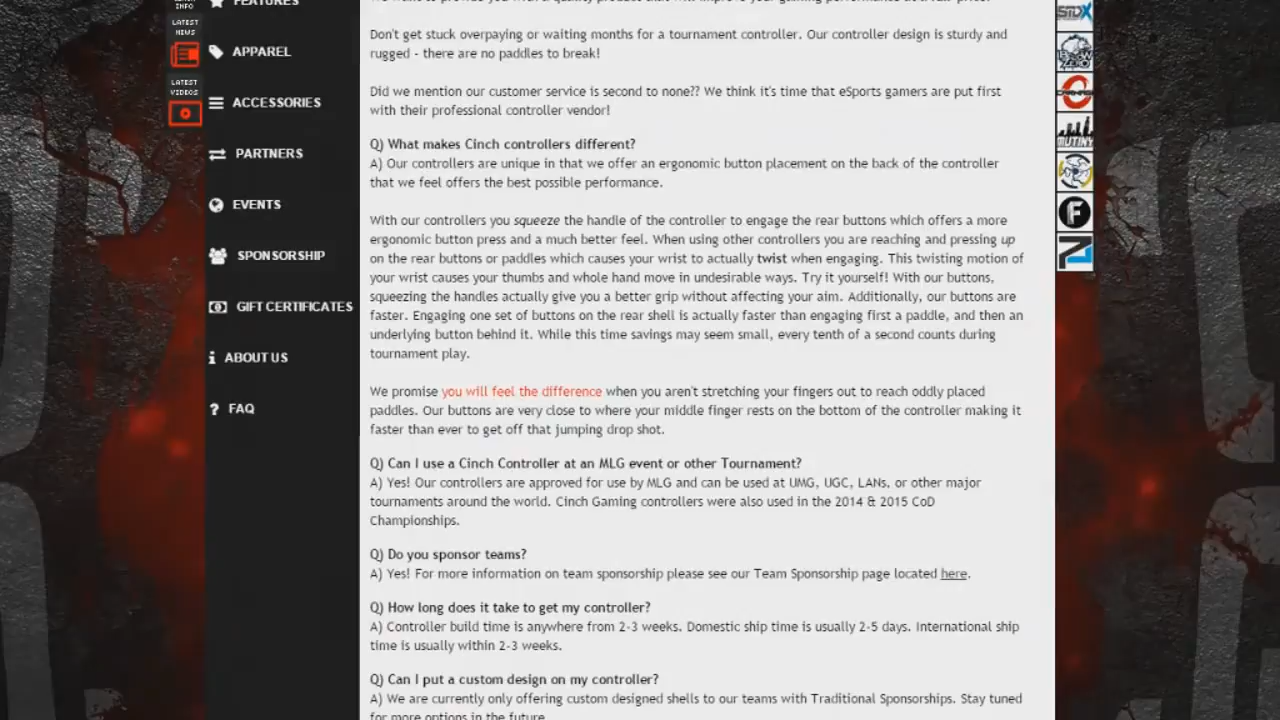 INFO
LATEST
NEWS
LATEST
VIDEOS
FEATURES
APPAREL
ACCESSORIES
PARTNERS
EVENTS
SPONSORSHIP
GIFT CERTIFICATES
ABOUT US
FAQ
Don't get stuck overpaying or waiting months for a tournament controller. Our controller design is sturdy and
rugged - there are no paddles to break!
Did we mention our customer service is second to none?? We think it's time that eSports gamers are put first
with their professional controller vendor!
Q) What makes Cinch controllers different?
A) Our controllers are unique in that we offer an ergonomic button placement on the back of the controller
that we feel offers the best possible performance.
With our controllers you squeeze the handle of the controller to engage the rear buttons which offers a more
ergonomic button press and a much better feel. When using other controllers you are reaching and pressing up
on the rear buttons or paddles which causes your wrist to actually twist when engaging. This twisting motion of
your wrist causes your thumbs and whole hand move in undesirable ways. Try it yourself! With our buttons,
squeezing the handles actually give you a better grip without affecting your aim. Additionally, our buttons are
faster. Engaging one set of buttons on the rear shell is actually faster than engaging first a paddle, and then an
underlying button behind it. While this time savings may seem small, every tenth of a second counts during
tournament play.
We promise you will feel the difference when you aren't stretching your fingers out to reach oddly placed
paddles. Our buttons are very close to where your middle finger rests on the bottom of the controller making it
faster than ever to get off that jumping drop shot.
Q) Can I use a Cinch Controller at an MLG event or other Tournament?
A) Yes! Our controllers are approved for use by MLG and can be used at UMG, UGC, LANs, or other major
tournaments around the world. Cinch Gaming controllers were also used in the 2014 & 2015 CoD
Championships.
Q) Do you sponsor teams?
A) Yes! For more information on team sponsorship please see our Team Sponsorship page located here.
Q) How long does it take to get my controller?
A) Controller build time is anywhere from 2-3 weeks. Domestic ship time is usually 2-5 days. International ship
time is usually within 2-3 weeks.
Q) Can I put a custom design on my controller?
A) We are currently only offering custom designed shells to our teams with Traditional Sponsorships. Stay tuned
for more options in the future
CARNAGE
MUTINY
F